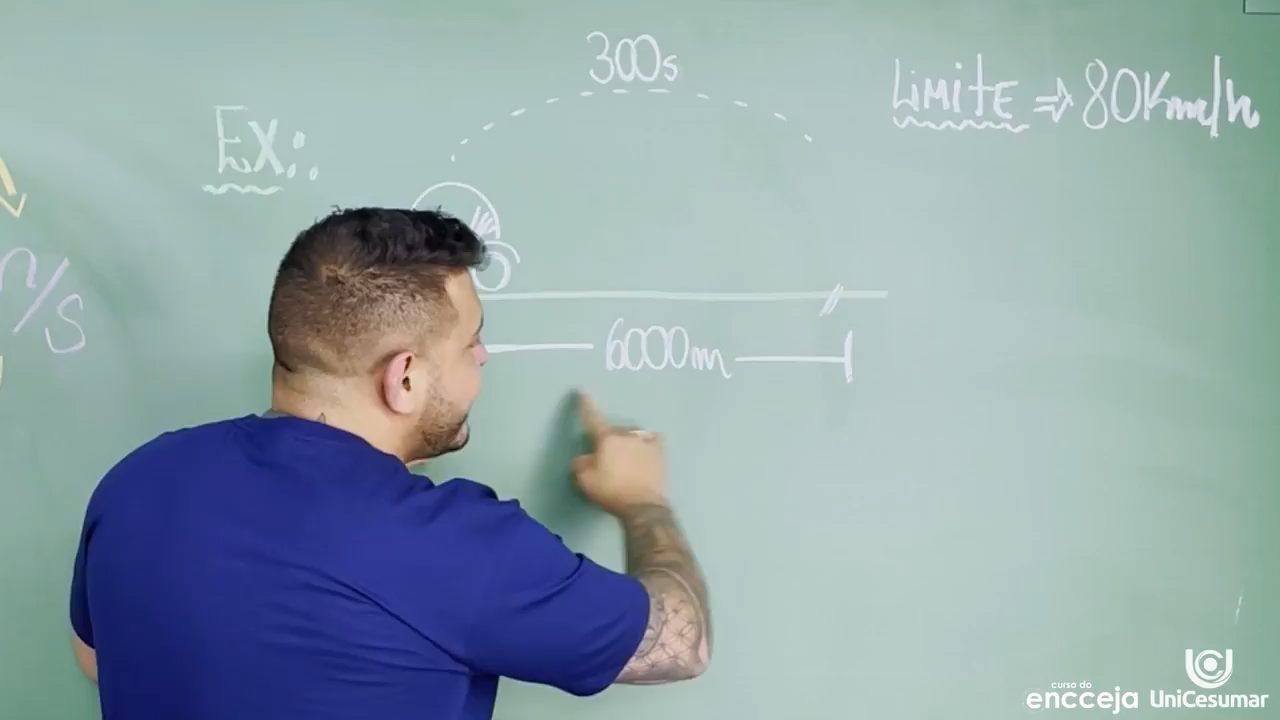 300s
LIMITE ⇒ 80Km/h
Ex:.
/s
6000m
curso do
encceja UniCesumar